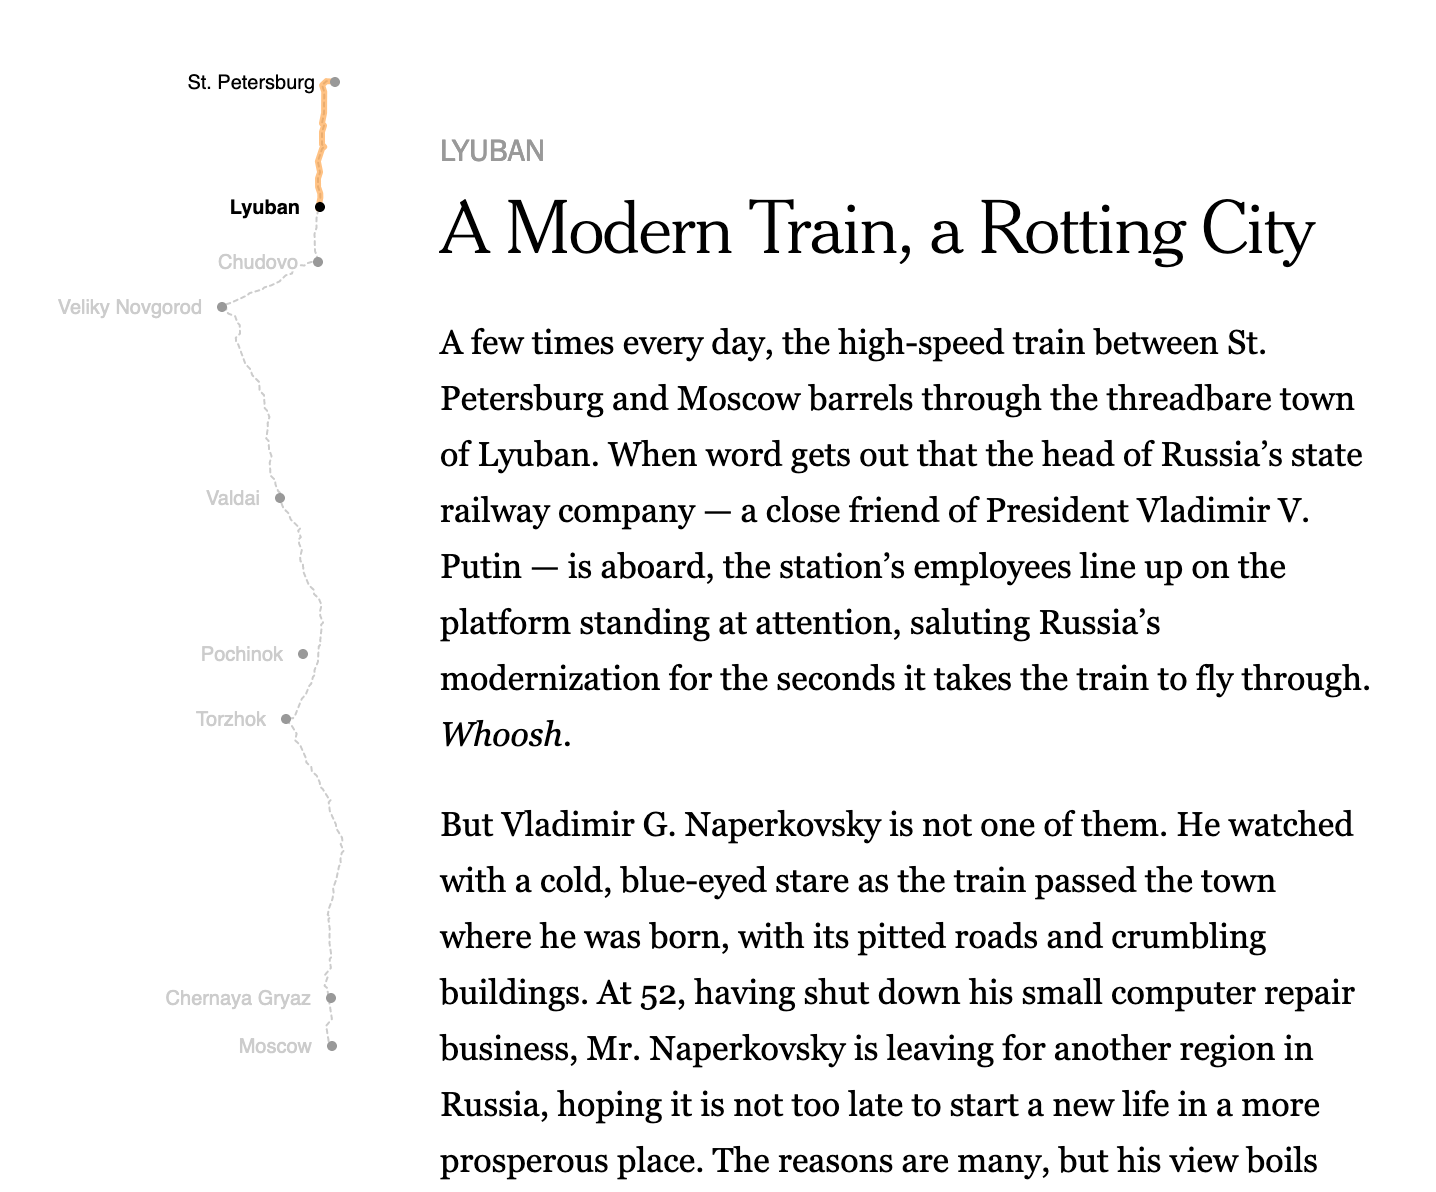 St. Petersburg
Lyuban
Chudovo
Veliky Novgorod
Valdai
Pochinok
Torzhok
Chernaya Gryaz
Moscow
LYUBAN
A Modern Train, a Rotting City
A few times every day, the high-speed train between St.
Petersburg and Moscow barrels through the threadbare town
of Lyuban. When word gets out that the head of Russia’s state
railway company — a close friend of President Vladimir V.
Putin — is aboard, the station’s employees line up on the
platform standing at attention, saluting Russia’s
modernization for the seconds it takes the train to fly through.
Whoosh.
But Vladimir G. Naperkovsky is not one of them. He watched
with a cold, blue-eyed stare as the train passed the town
where he was born, with its pitted roads and crumbling
buildings. At 52, having shut down his small computer repair
business, Mr. Naperkovsky is leaving for another region in
Russia, hoping it is not too late to start a new life in a more
prosperous place. The reasons are many, but his view boils